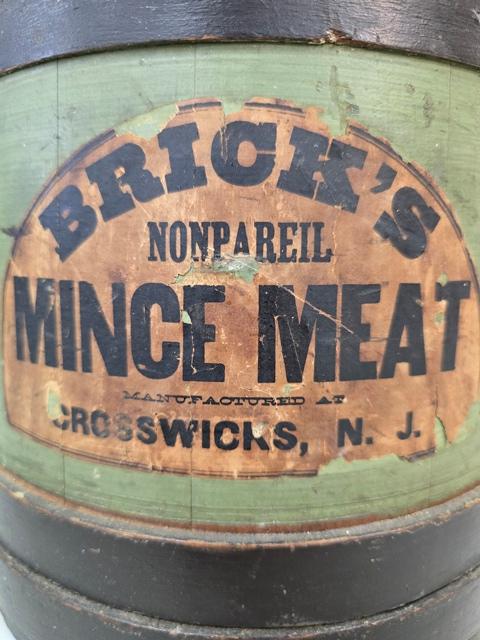 BRICK'S
NONPAREIL
MINCE MEAT
MANUFACTURED AT
CROSSWICKS, N. J.